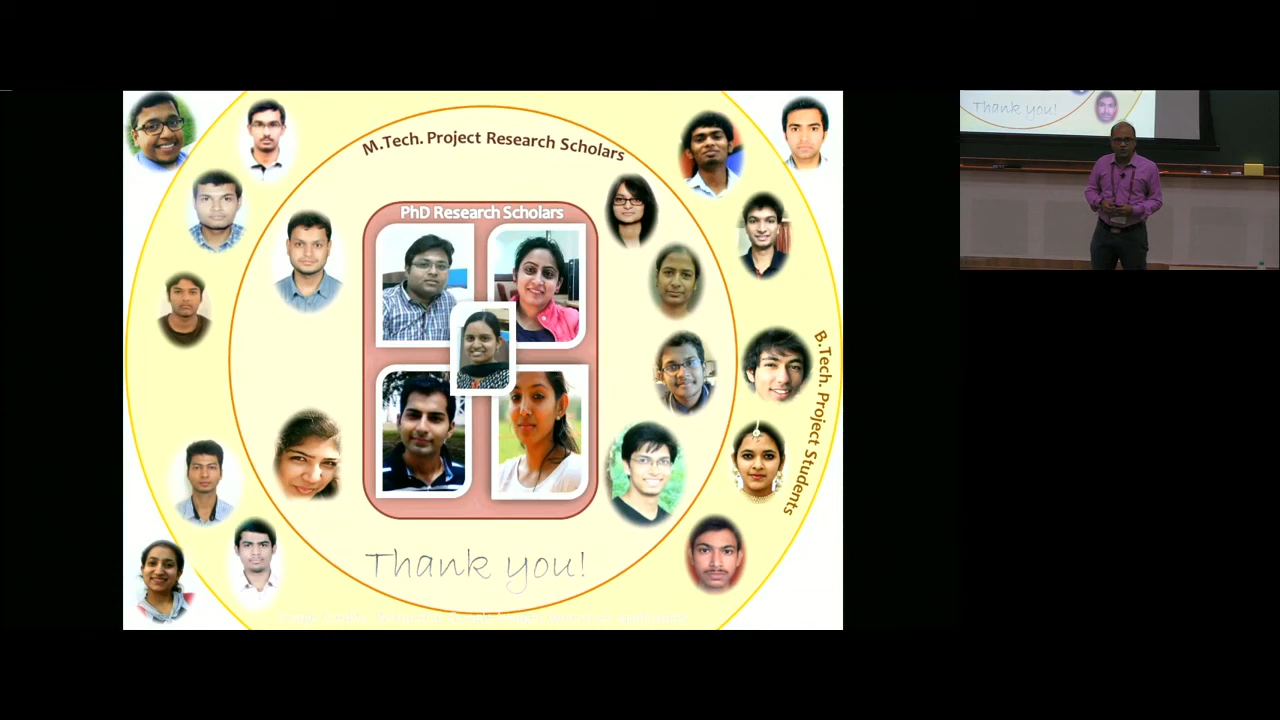 M.Tech. Project Research Scholars
PhD Research Scholars
B.Tech. Project Students
Thank you!
Thank you!